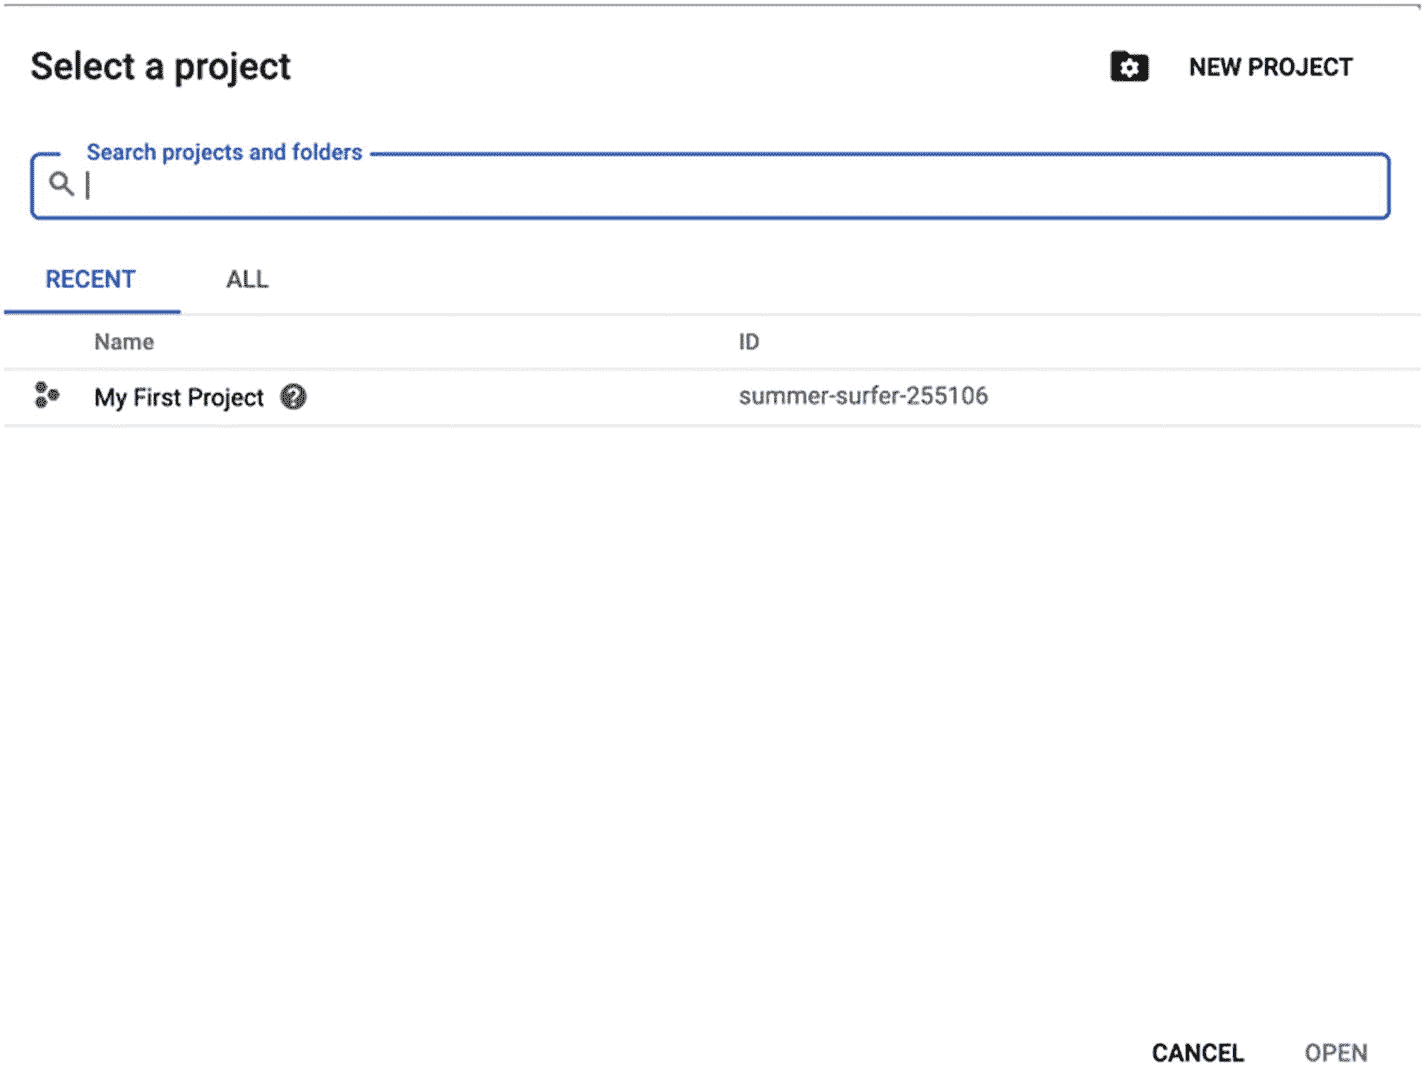 Select a project
NEW PROJECT
Search projects and folders
RECENT ALL
Name ID
My First Project summer-surfer-255106
CANCEL OPEN